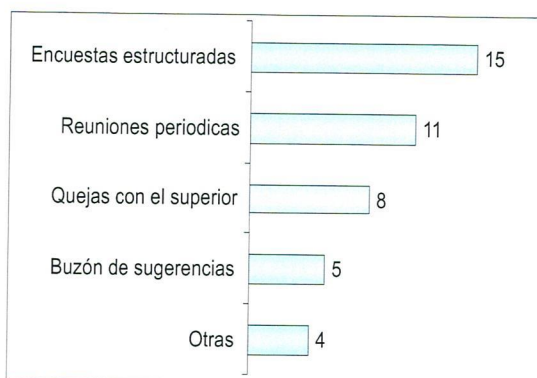 Encuestas estructuradas 15
Reuniones periodicas 11
Quejas con el superior 8
Buzón de sugerencias 5
Otras 4